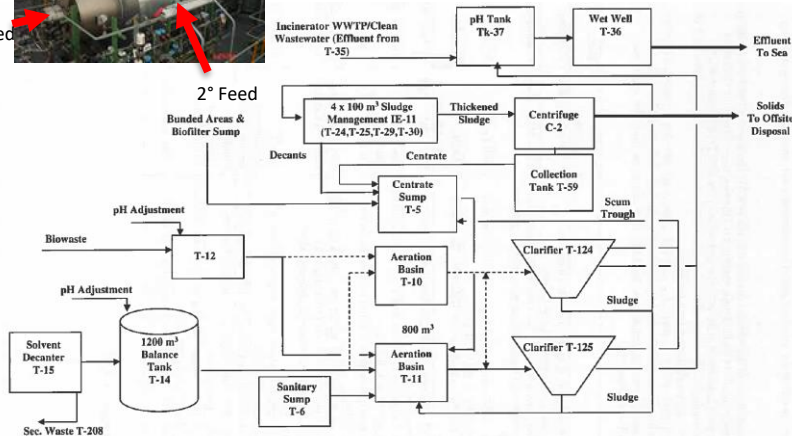 ed
2° Feed
Incinerator WWTP/Clean
Wastewater (Effluent from
T-35)
pH Tank
Tk-37
Wet Well
T-36
Effluent
To Sea
4 x 100 m³ Sludge
Management IE-11
(T-24,T-25,T-29,T-30)
Thickened
Sludge
Centrifuge
C-2
Solids
To Offsite
Disposal
Bunded Areas &
Biofilter Sump
Decants
Centrate
Collection
Tank T-59
Centrate
Sump
T-5
Scum
Trough
pH Adjustment
Biowaste
T-12
Aeration
Basin
T-10
Clarifier T-124
Sludge
pH Adjustment
800 m³
Solvent
Decanter
T-15
1200 m³
Balance
Tank
T-14
Aeration
Basin
T-11
Clarifier T-125
Sanitary
Sump
T-6
Sludge
Sec. Waste T-208